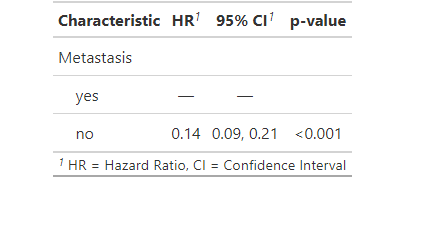 Characteristic HR1 95% CI1 p-value
Metastasis
yes — —
no 0.14 0.09, 0.21 <0.001
1 HR = Hazard Ratio, CI = Confidence Interval